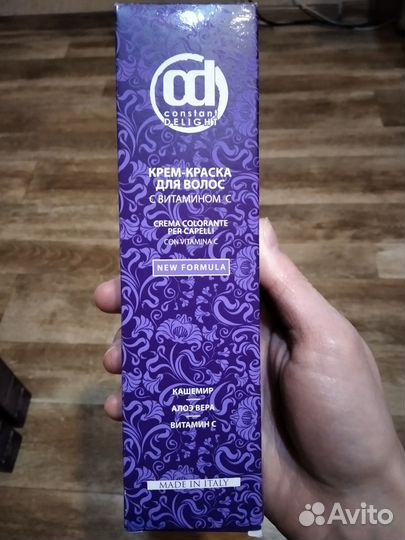 cd
constant
DELIGHT
КРЕМ-КРАСКА
ДЛЯ ВОЛОС
С ВИТАМИНОМ С
CREMA COLORANTE
PER CAPELLI
CON VITAMINA C
NEW FORMULA
КАШЕМИР
АЛОЭ ВЕРА
ВИТАМИН С
MADE IN ITALY
Avito